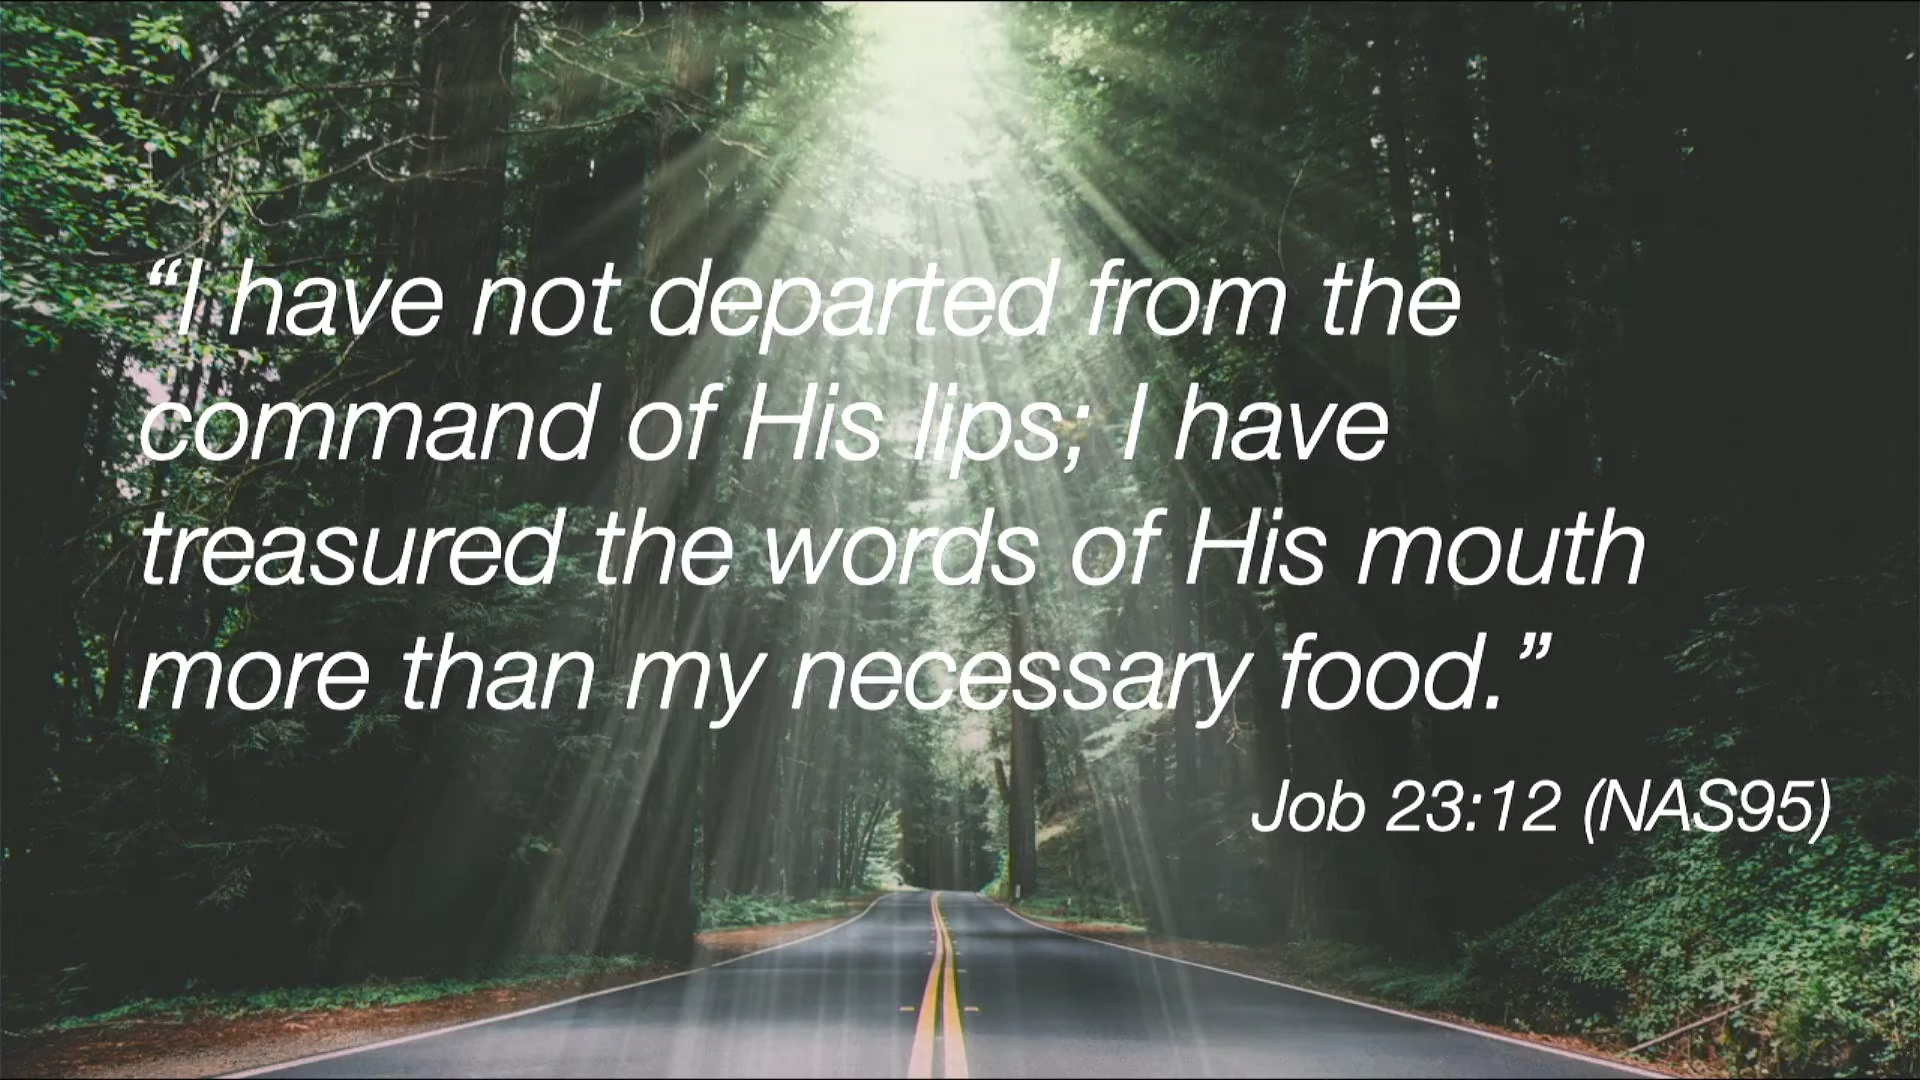 “I have not departed from the
command of His lips; I have
treasured the words of His mouth
more than my necessary food.”
Job 23:12 (NAS95)